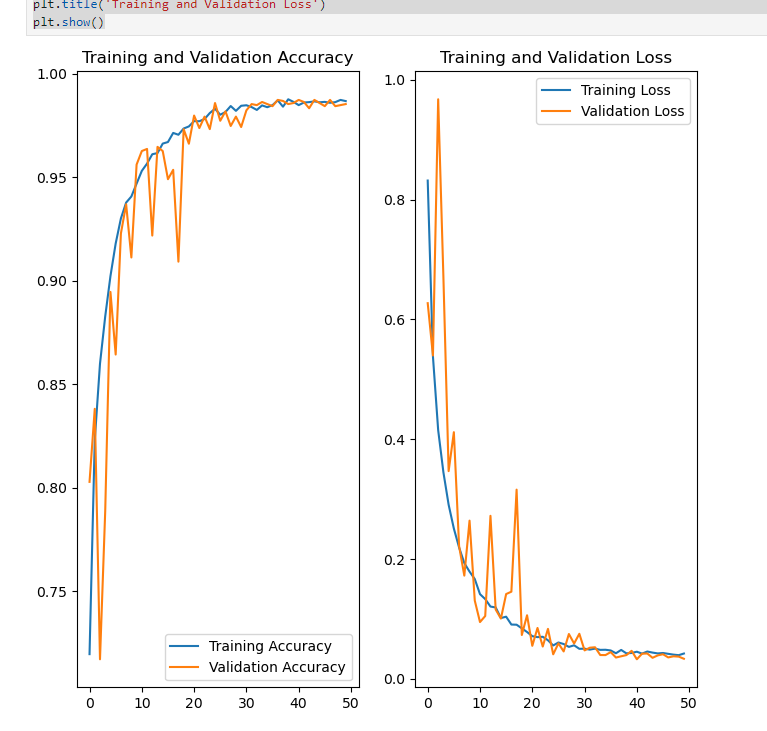 plt.title('Training and Validation Loss')
plt.show()
Training and Validation Accuracy
1.00
0.95
0.90
0.85
0.80
0.75
0 10 20 30 40 50
Training Accuracy
Validation Accuracy
Training and Validation Loss
1.0
0.8
0.6
0.4
0.2
0.0
0 10 20 30 40 50
Training Loss
Validation Loss